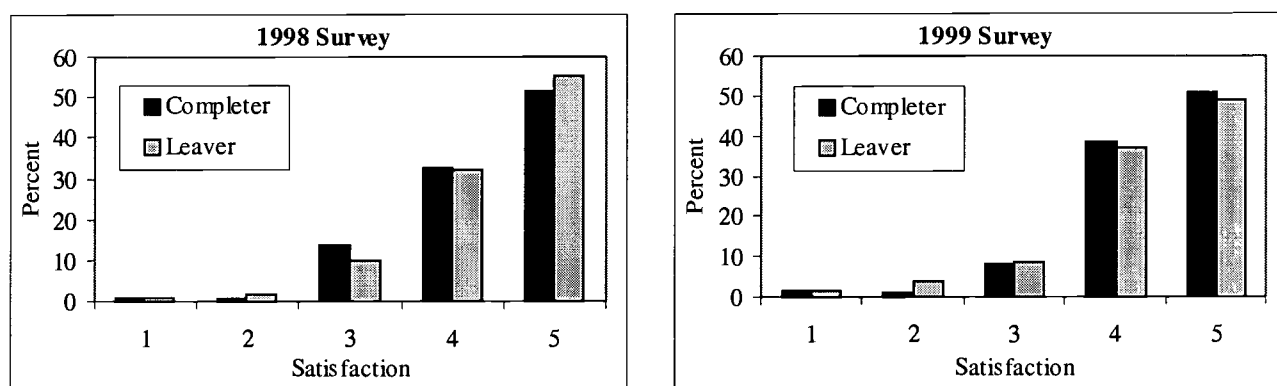 1998 Survey
60
50
40
30
20
10
0
Percent
Completer
Leaver
1 2 3 4 5
Satisfaction
1999 Survey
60
50
40
30
20
10
0
Percent
Completer
Leaver
1 2 3 4 5
Satisfaction